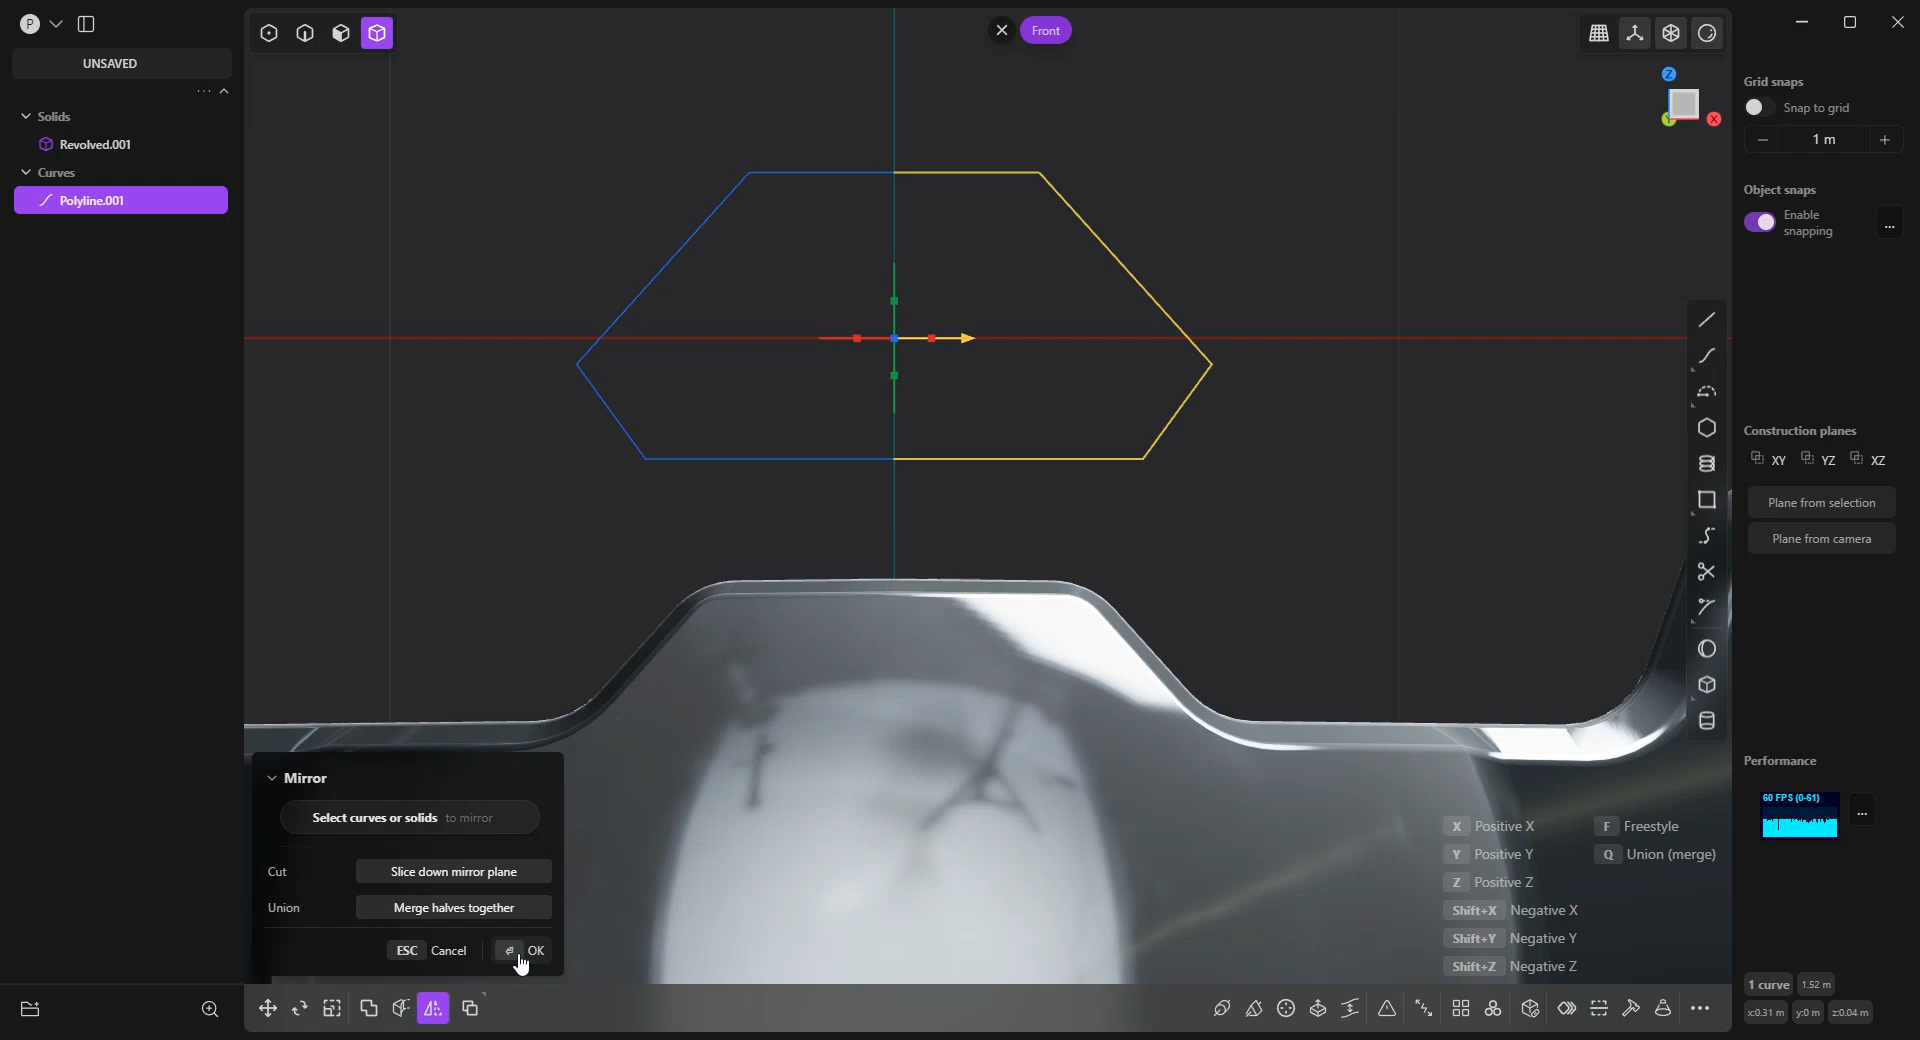 P
UNSAVED
Solids
Revolved.001
Curves
Polyline.001
Front
Z
Y
X
Grid snaps
Snap to grid
1 m
Object snaps
Enable
snapping
...
Construction planes
XY
YZ
XZ
Plane from selection
Plane from camera
Performance
60 FPS (0-61)
...
Mirror
Select curves or solids to mirror
Cut
Slice down mirror plane
Union
Merge halves together
ESC Cancel
OK
X Positive X
F Freestyle
Y Positive Y
Q Union (merge)
Z Positive Z
Shift+X Negative X
Shift+Y Negative Y
Shift+Z Negative Z
1 curve
1.52 m
x:0.31 m
y:0 m
z:0.04 m